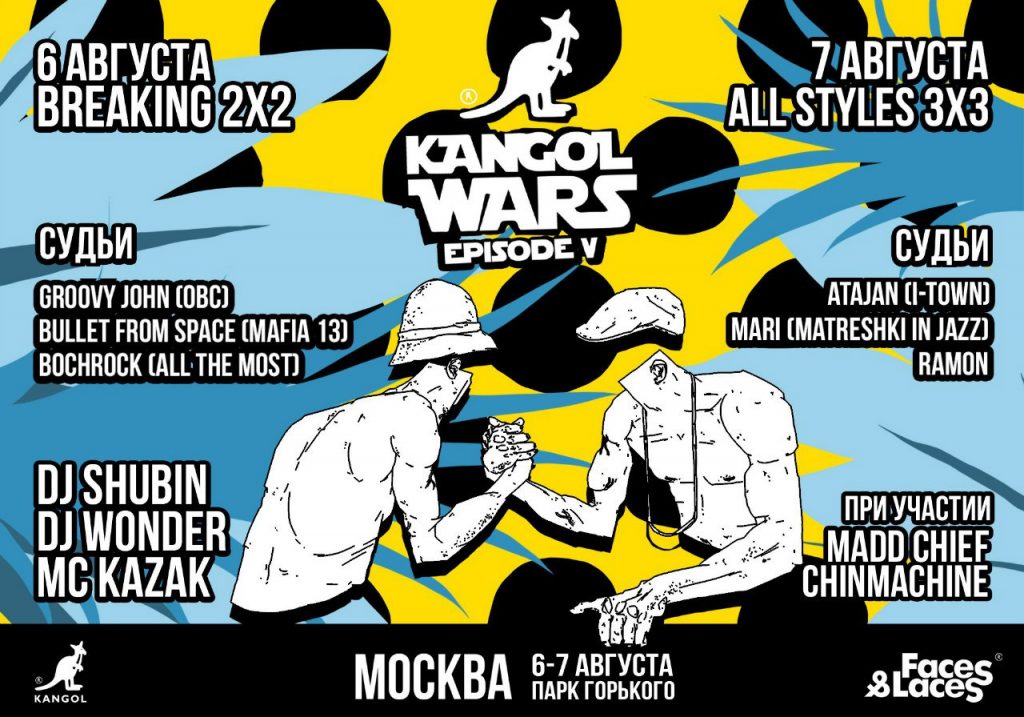 6 АВГУСТА
BREAKING 2X2
7 АВГУСТА
ALL STYLES 3X3
®
KANGOL
WARS
EPISODE V
СУДЬИ
GROOVY JOHN (OBC)
BULLET FROM SPACE (MAFIA 13)
BOCHROCK (ALL THE MOST)
СУДЬИ
ATAJAN (I-TOWN)
MARI (MATRESHKI IN JAZZ)
RAMON
DJ SHUBIN
DJ WONDER
MC KAZAK
ПРИ УЧАСТИИ
MADD CHIEF
CHINMACHINE
®
KANGOL
МОСКВА
6-7 АВГУСТА
ПАРК ГОРЬКОГО
Faces®
&Laces